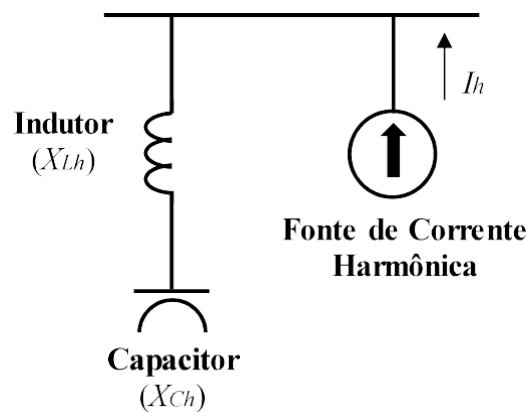 Indutor
(XLh)
Ih
Fonte de Corrente
Harmônica
Capacitor
(XCh)